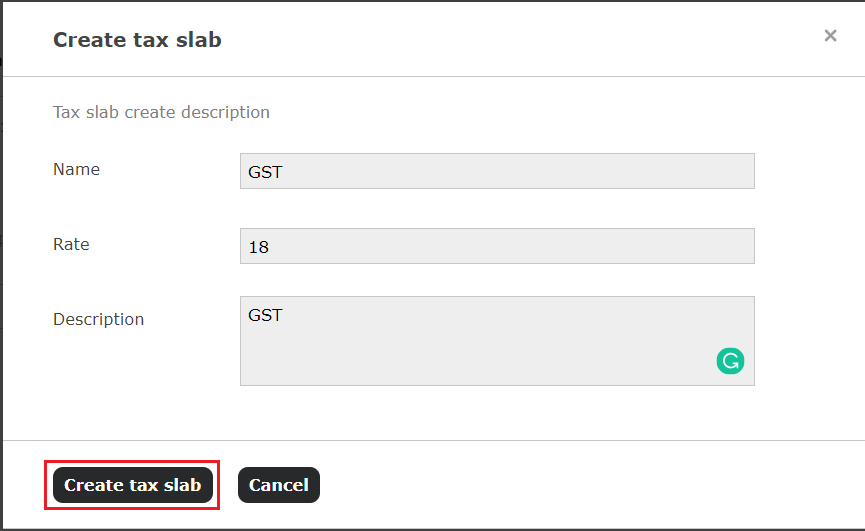 Create tax slab ×
Tax slab create description
Name GST
Rate 18
Description GST
Create tax slab Cancel